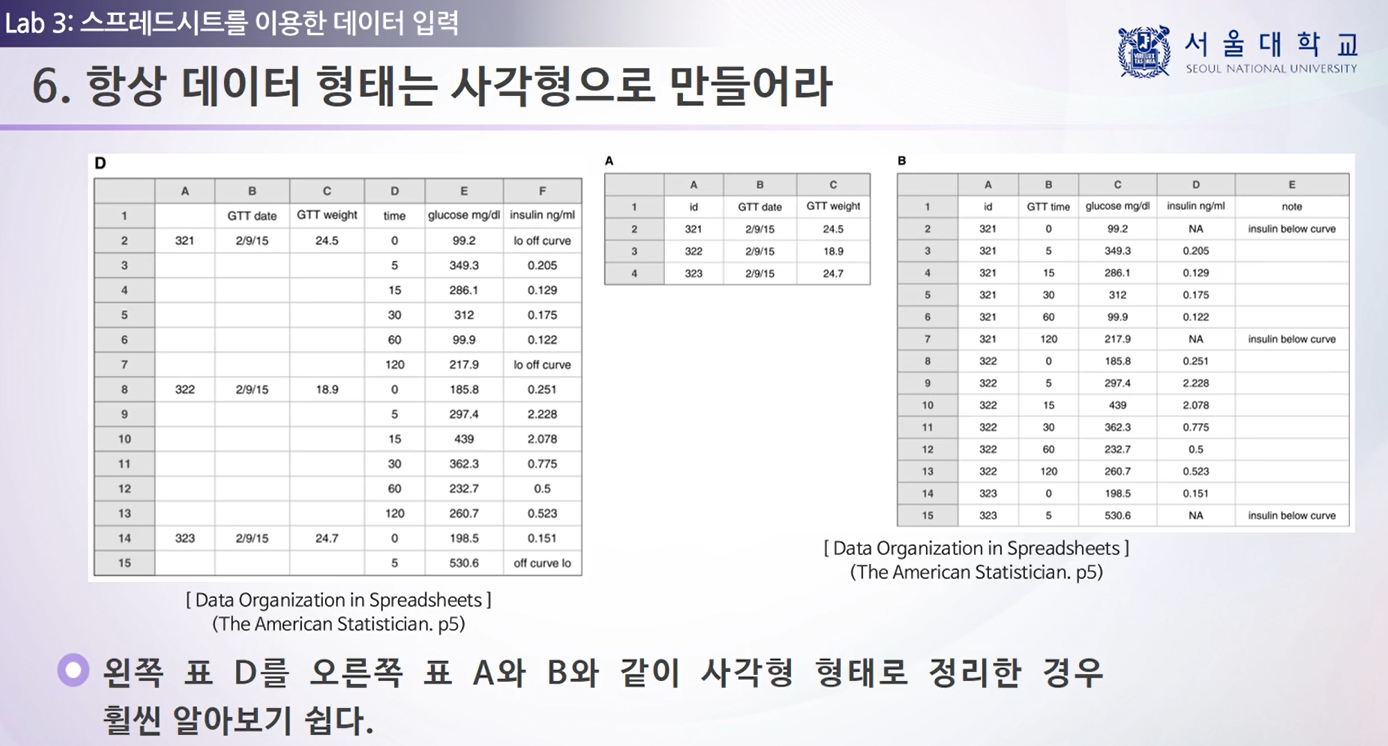 Lab 3: 스프레드시트를 이용한 데이터 입력
서울대학교
SEOUL NATIONAL UNIVERSITY
6. 항상 데이터 형태는 사각형으로 만들어라
D
A B C D E F
1 GTT date GTT weight time glucose mg/dl insulin ng/ml
2 321 2/9/15 24.5 0 99.2 lo off curve
3 5 349.3 0.205
4 15 286.1 0.129
5 30 312 0.175
6 60 99.9 0.122
7 120 217.9 lo off curve
8 322 2/9/15 18.9 0 185.8 0.251
9 5 297.4 2.228
10 15 439 2.078
11 30 362.3 0.775
12 60 232.7 0.5
13 120 260.7 0.523
14 323 2/9/15 24.7 0 198.5 0.151
15 5 530.6 off curve lo
[ Data Organization in Spreadsheets ]
(The American Statistician. p5)
A
A B C
1 id GTT date GTT weight
2 321 2/9/15 24.5
3 322 2/9/15 18.9
4 323 2/9/15 24.7
B
A B C D E
1 id GTT time glucose mg/dl insulin ng/ml note
2 321 0 99.2 NA insulin below curve
3 321 5 349.3 0.205
4 321 15 286.1 0.129
5 321 30 312 0.175
6 321 60 99.9 0.122
7 321 120 217.9 NA insulin below curve
8 322 0 185.8 0.251
9 322 5 297.4 2.228
10 322 15 439 2.078
11 322 30 362.3 0.775
12 322 60 232.7 0.5
13 322 120 260.7 0.523
14 323 0 198.5 0.151
15 323 5 530.6 NA insulin below curve
[ Data Organization in Spreadsheets ]
(The American Statistician. p5)
왼쪽 표 D를 오른쪽 표 A와 B와 같이 사각형 형태로 정리한 경우
훨씬 알아보기 쉽다.